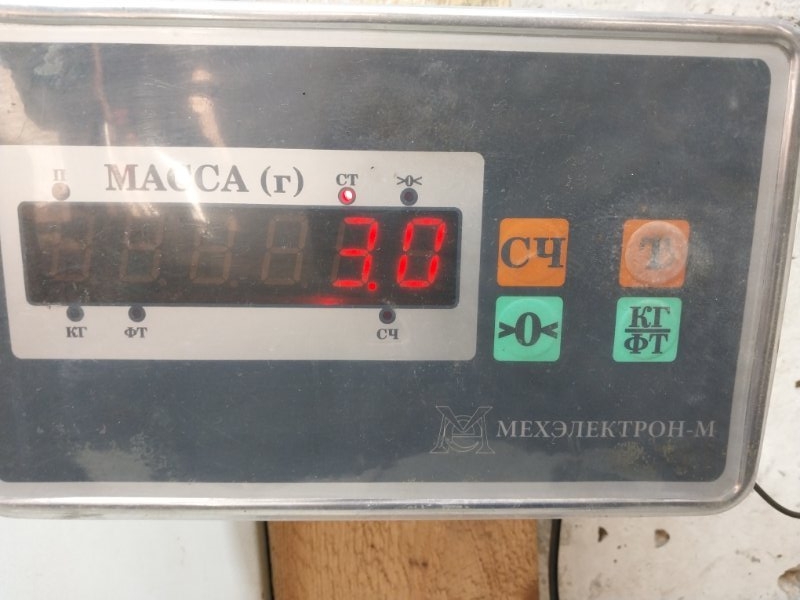 П МАССА (г) СТ >0<
3.0
КГ ФТ СЧ
СЧ Т
>0< КГ
ФТ
МЕХЭЛЕКТРОН-М